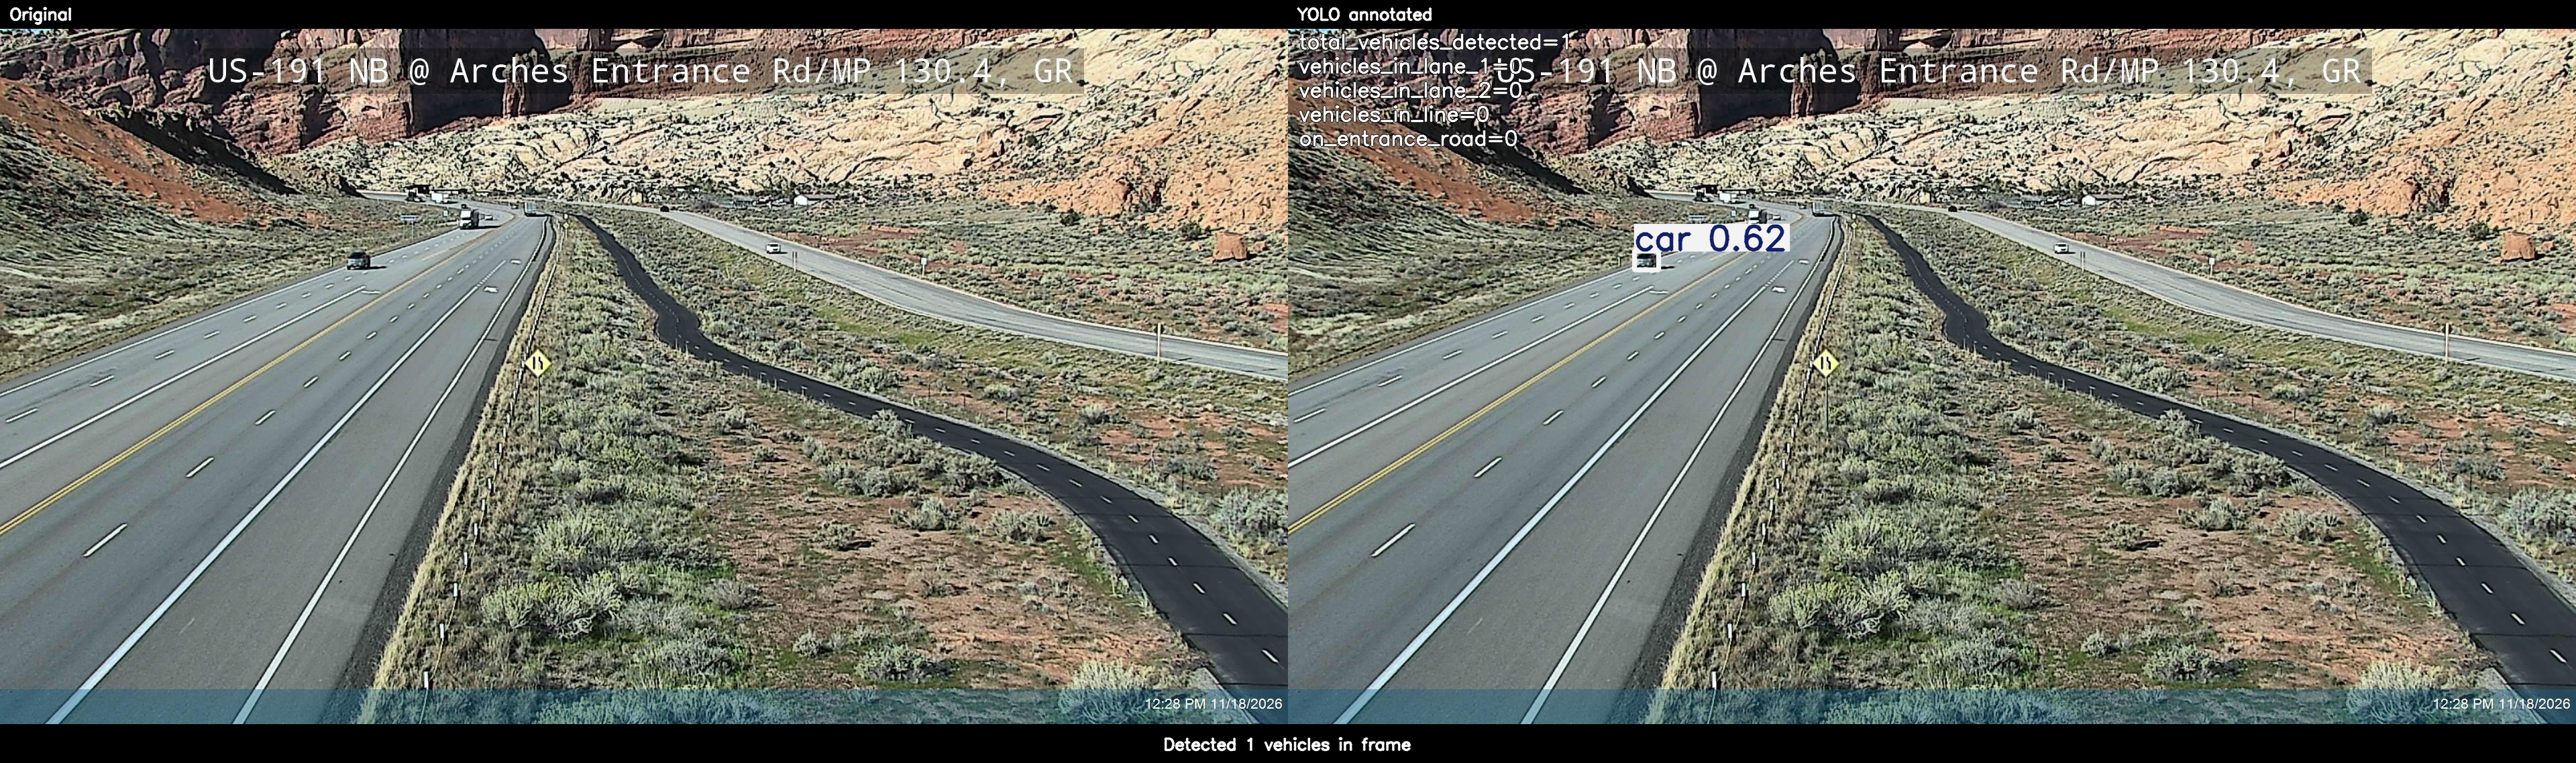 Original
US-191 NB @ Arches Entrance Rd/MP 130.4, GR
12:28 PM 11/18/2026
YOLO annotated
total_vehicles_detected=1
vehicles_in_lane_1=0
US-191 NB @ Arches Entrance Rd/MP 130.4, GR
vehicles_in_lane_2=0
vehicles_in_line=0
on_entrance_road=0
car 0.62
12:28 PM 11/18/2026
Detected 1 vehicles in frame